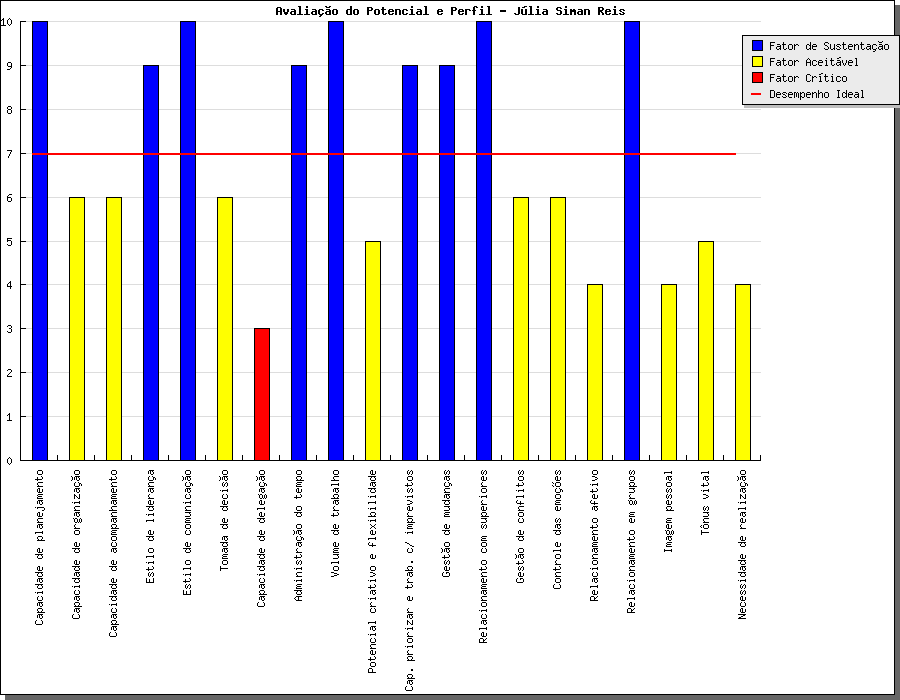 Avaliação do Potencial e Perfil - Júlia Siman Reis
Fator de Sustentação
Fator Aceitável
Fator Crítico
Desempenho Ideal
10
9
8
7
6
5
4
3
2
1
0
Capacidade de planejamento
Capacidade de organização
Capacidade de acompanhamento
Estilo de liderança
Estilo de comunicação
Tomada de decisão
Capacidade de delegação
Administração do tempo
Volume de trabalho
Potencial criativo e flexibilidade
Cap. priorizar e trab. c/ imprevistos
Gestão de mudanças
Relacionamento com superiores
Gestão de conflitos
Controle das emoções
Relacionamento afetivo
Relacionamento em grupos
Imagem pessoal
Tônus vital
Necessidade de realização